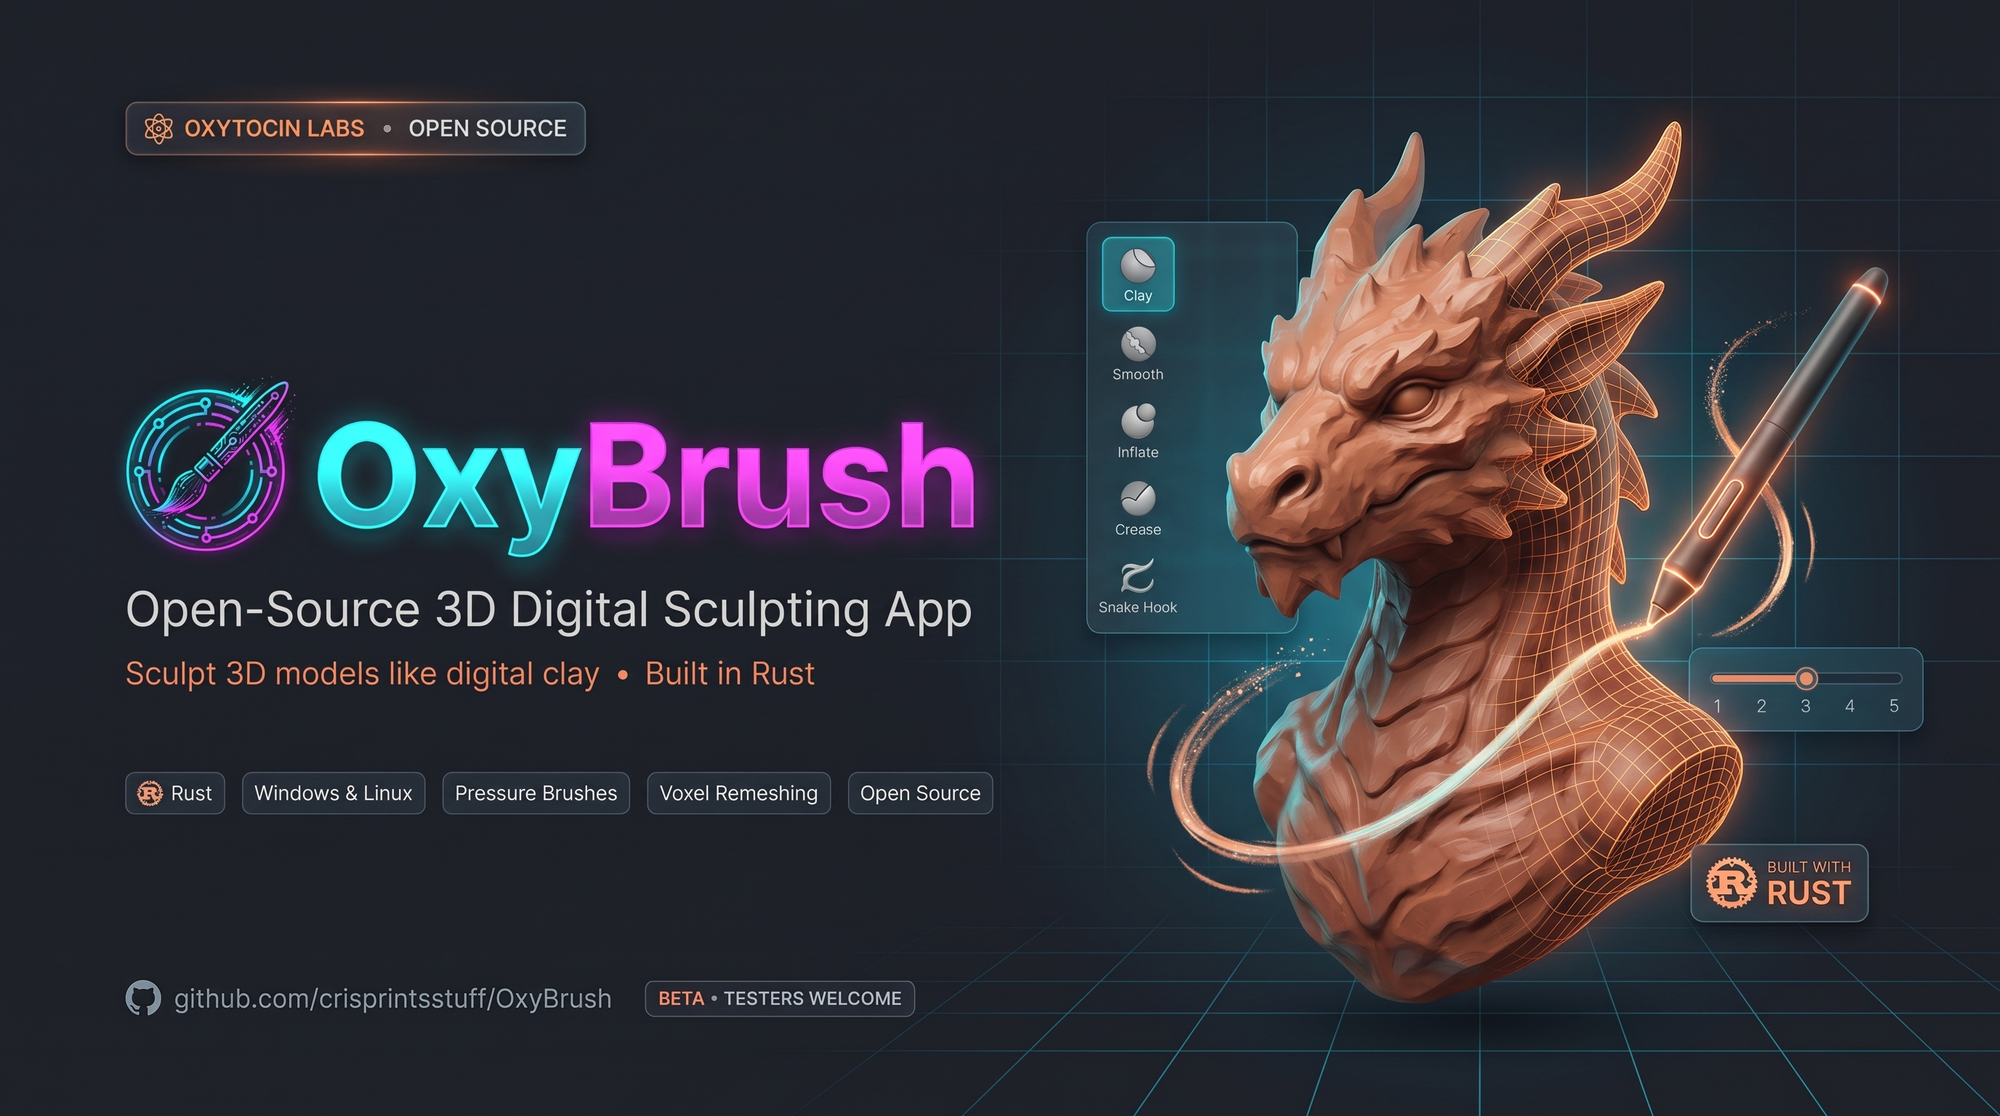 OXYTOCIN LABS • OPEN SOURCE
OxyBrush
Open-Source 3D Digital Sculpting App
Sculpt 3D models like digital clay • Built in Rust
Rust
Windows & Linux
Pressure Brushes
Voxel Remeshing
Open Source
github.com/crisprintsstuff/OxyBrush
BETA • TESTERS WELCOME
Clay
Smooth
Inflate
Crease
Snake Hook
1 2 3 4 5
R
BUILT WITH
RUST